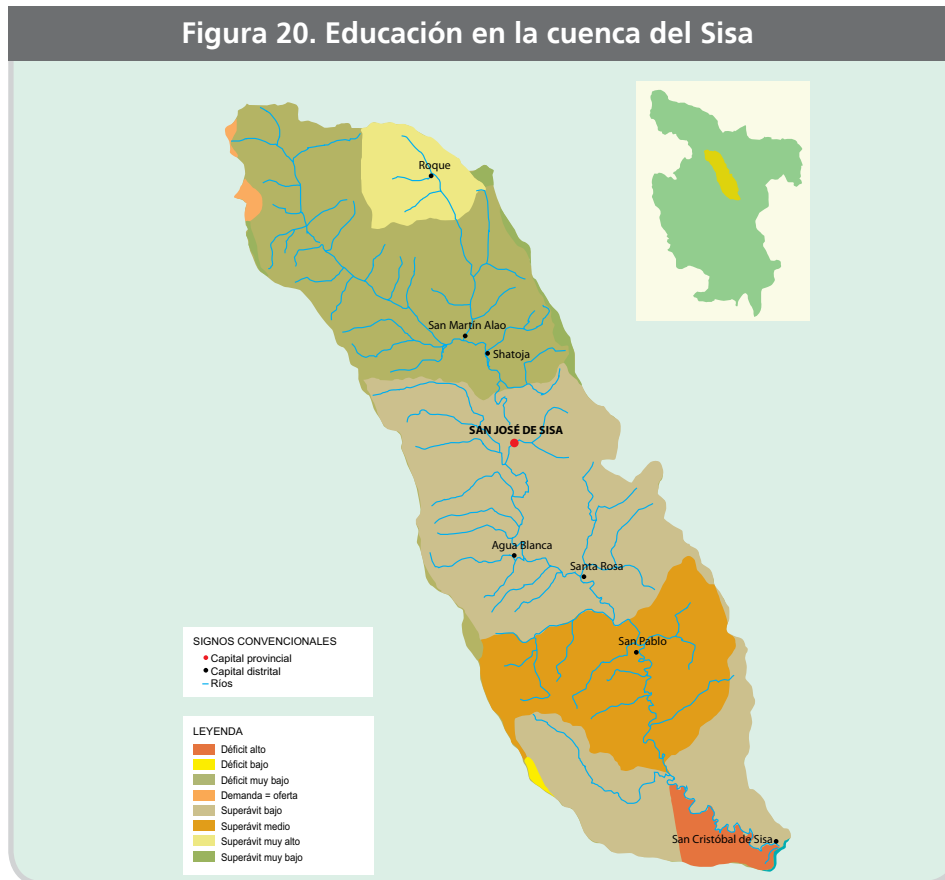 Figura 20. Educación en la cuenca del Sisa
Roque
San Martín Alao
Shatoja
SAN JOSÉ DE SISA
Agua Blanca
Santa Rosa
San Pablo
San Cristóbal de Sisa
SIGNOS CONVENCIONALES
Capital provincial
Capital distrital
Ríos
LEYENDA
Déficit alto
Déficit bajo
Déficit muy bajo
Demanda = oferta
Superávit bajo
Superávit medio
Superávit muy alto
Superávit muy bajo